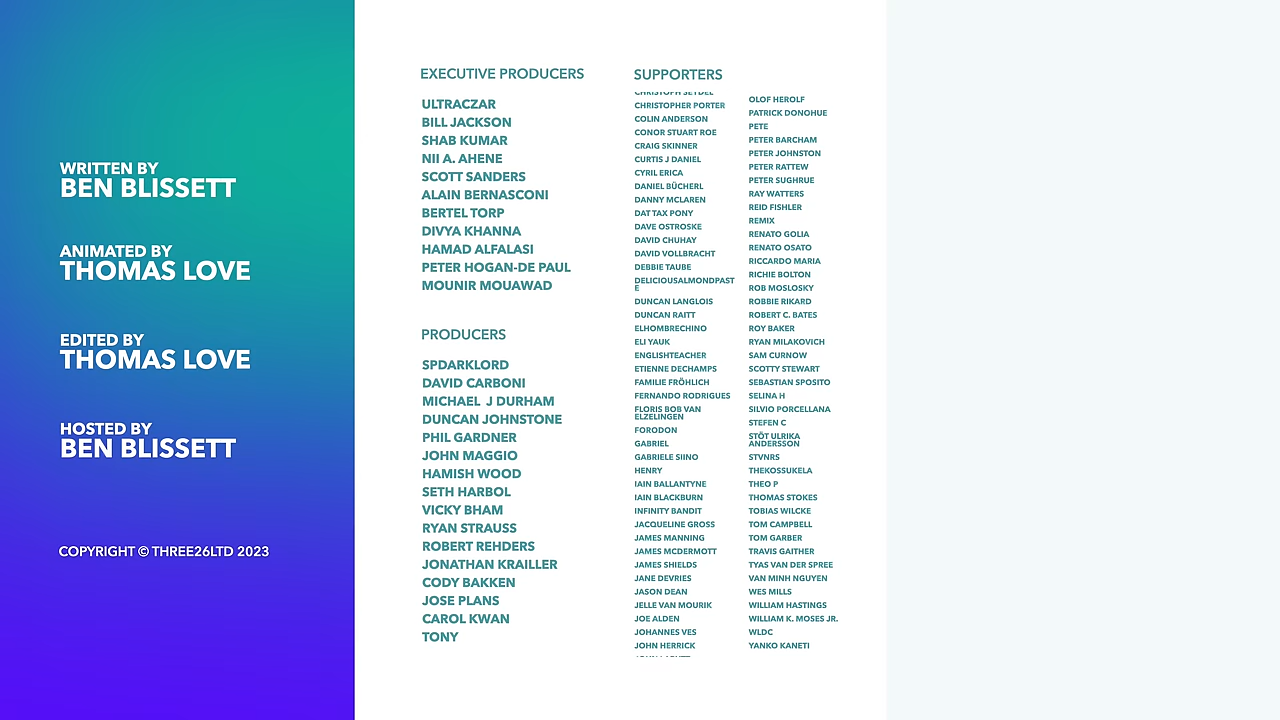 WRITTEN BY
BEN BLISSETT
ANIMATED BY
THOMAS LOVE
EDITED BY
THOMAS LOVE
HOSTED BY
BEN BLISSETT
COPYRIGHT © THREE26LTD 2023
EXECUTIVE PRODUCERS
ULTRACZAR
BILL JACKSON
SHAB KUMAR
NII A. AHENE
SCOTT SANDERS
ALAIN BERNASCONI
BERTEL TORP
DIVYA KHANNA
HAMAD ALFALASI
PETER HOGAN-DE PAUL
MOUNIR MOUAWAD
PRODUCERS
SPDARKLORD
DAVID CARBONI
MICHAEL J DURHAM
DUNCAN JOHNSTONE
PHIL GARDNER
JOHN MAGGIO
HAMISH WOOD
SETH HARBOL
VICKY BHAM
RYAN STRAUSS
ROBERT REHDERS
JONATHAN KRAILLER
CODY BAKKEN
JOSE PLANS
CAROL KWAN
TONY
SUPPORTERS
CHRISTOPH SEYDEL
CHRISTOPHER PORTER
COLIN ANDERSON
CONOR STUART ROE
CRAIG SKINNER
CURTIS J DANIEL
CYRIL ERICA
DANIEL BÜCHERL
DANNY MCLAREN
DAT TAX PONY
DAVE OSTROSKE
DAVID CHUHAY
DAVID VOLLBRACHT
DEBBIE TAUBE
DELICIOUSALMONDPAST
E
DUNCAN LANGLOIS
DUNCAN RAITT
ELHOMBRECHINO
ELI YAUK
ENGLISHTEACHER
ETIENNE DECHAMPS
FAMILIE FRÖHLICH
FERNANDO RODRIGUES
FLORIS BOB VAN
ELZELINGEN
FORODON
GABRIEL
GABRIELE SIINO
HENRY
IAIN BALLANTYNE
IAIN BLACKBURN
INFINITY BANDIT
JACQUELINE GROSS
JAMES MANNING
JAMES MCDERMOTT
JAMES SHIELDS
JANE DEVRIES
JASON DEAN
JELLE VAN MOURIK
JOE ALDEN
JOHANNES VES
JOHN HERRICK
OLOF HEROLF
PATRICK DONOHUE
PETE
PETER BARCHAM
PETER JOHNSTON
PETER RATTEW
PETER SUGHRUE
RAY WATTERS
REID FISHLER
REMIX
RENATO GOLIA
RENATO OSATO
RICCARDO MARIA
RICHIE BOLTON
ROB MOSLOSKY
ROBBIE RIKARD
ROBERT C. BATES
ROY BAKER
RYAN MILAKOVICH
SAM CURNOW
SCOTTY STEWART
SEBASTIAN SPOSITO
SELINA H
SILVIO PORCELLANA
STEFEN C
STÖT ULRIKA
ANDERSSON
STVNRS
THEKOSSUKELA
THEO P
THOMAS STOKES
TOBIAS WILCKE
TOM CAMPBELL
TOM GARBER
TRAVIS GAITHER
TYAS VAN DER SPREE
VAN MINH NGUYEN
WES MILLS
WILLIAM HASTINGS
WILLIAM K. MOSES JR.
WLDC
YANKO KANETI